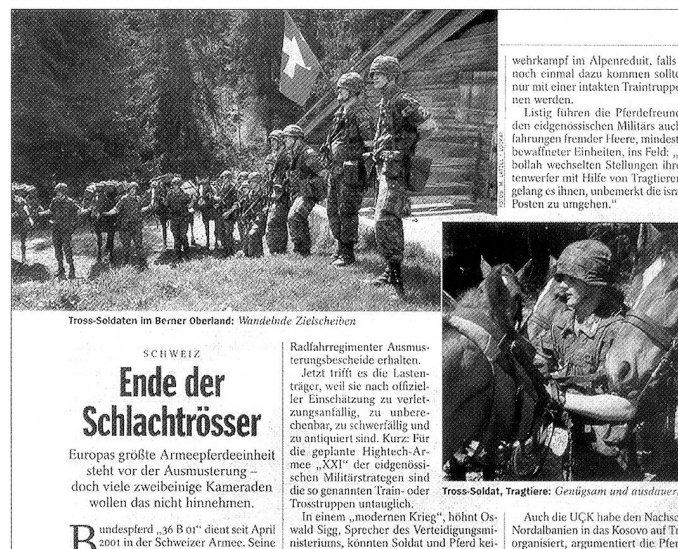 Tross-Soldaten im Berner Oberland: Wandelnde Zielscheiben
SCHWEIZ
Ende der
Schlachtrösser
Europas größte Armeepferdeeinheit
steht vor der Ausmusterung –
doch viele zweibeinige Kameraden
wollen das nicht hinnehmen.
Bundespferd „36 B 01“ dient seit April
2001 in der Schweizer Armee. Seine
Radfahrregimenter Ausmus-
terungsbescheide erhalten.
Jetzt trifft es die Lasten-
träger, weil sie nach offiziel-
ler Einschätzung zu verlet-
zungsanfällig, zu unbere-
chenbar, zu schwerfällig und
zu antiquiert sind. Kurz: Für
die geplante Hightech-Ar-
mee „XXI“ der eidgenössi-
schen Militärstrategen sind
die so genannten Train- oder
Trosstruppen untauglich.
In einem „modernen Krieg“, höhnt Os-
wald Sigg, Sprecher des Verteidigungsmi-
nisteriums, könnten Soldat und Pferd kei-
wehrkampf im Alpenreduit, falls
noch einmal dazu kommen sollte
nur mit einer intakten Traintruppe
nen werden.
Listig führen die Pferdefreund
den eidgenössischen Militärs auch
fahrungen fremder Heere, mindest
bewaffneter Einheiten, ins Feld: „
bollah wechselten Stellungen ihre
tenwerfer mit Hilfe von Tragtieren
gelang es ihnen, unbemerkt die isra
Posten zu umgehen.“
Tross-Soldat, Tragtiere: Genügsam und ausdauer
Auch die UÇK habe den Nachsc
Nordalbanien in das Kosovo auf Tr
organisiert, argumentiert die Pfer